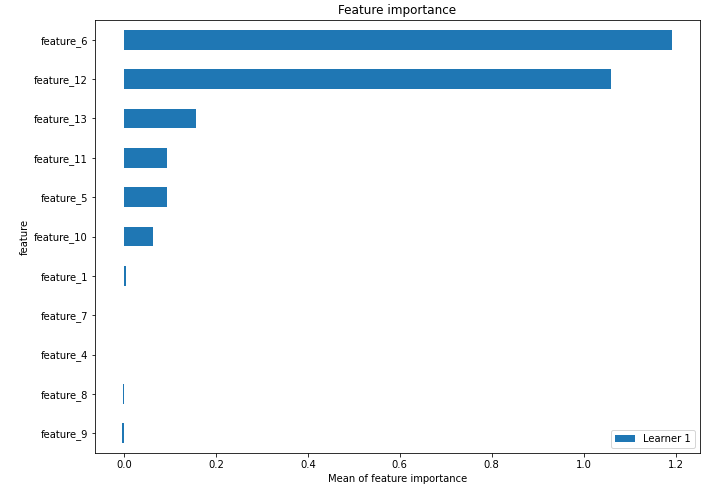 Feature importance
feature_6
feature_12
feature_13
feature_11
feature_5
feature_10
feature_1
feature_7
feature_4
feature_8
feature_9
feature
Learner 1
0.0 0.2 0.4 0.6 0.8 1.0 1.2
Mean of feature importance